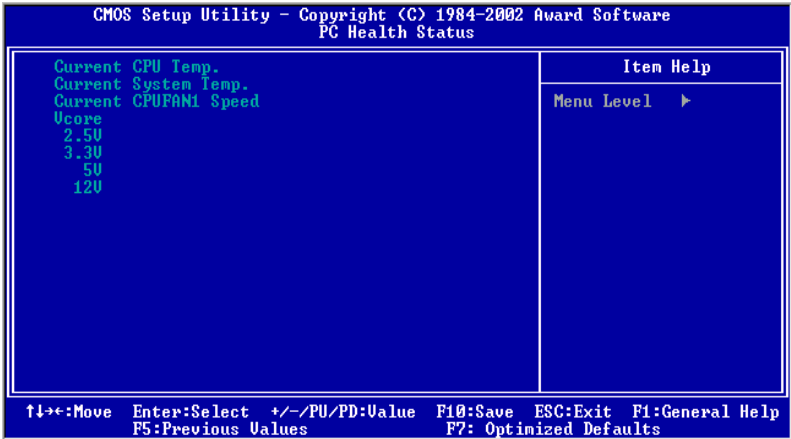 CMOS Setup Utility - Copyright (C) 1984-2002 Award Software
PC Health Status
Current CPU Temp.
Current System Temp.
Current CPUFAN1 Speed
Vcore
2.5V
3.3V
5V
12V
Item Help
Menu Level ▶
↑↓→←:Move Enter:Select +/-/PU/PD:Value F10:Save ESC:Exit F1:General Help
F5:Previous Values F7: Optimized Defaults